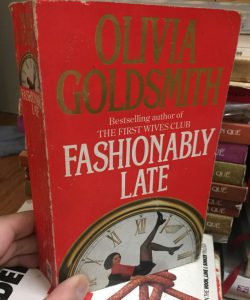 OLIVIA
GOLDSMITH
Bestselling author of
THE FIRST WIVES CLUB
FASHIONABLY
LATE